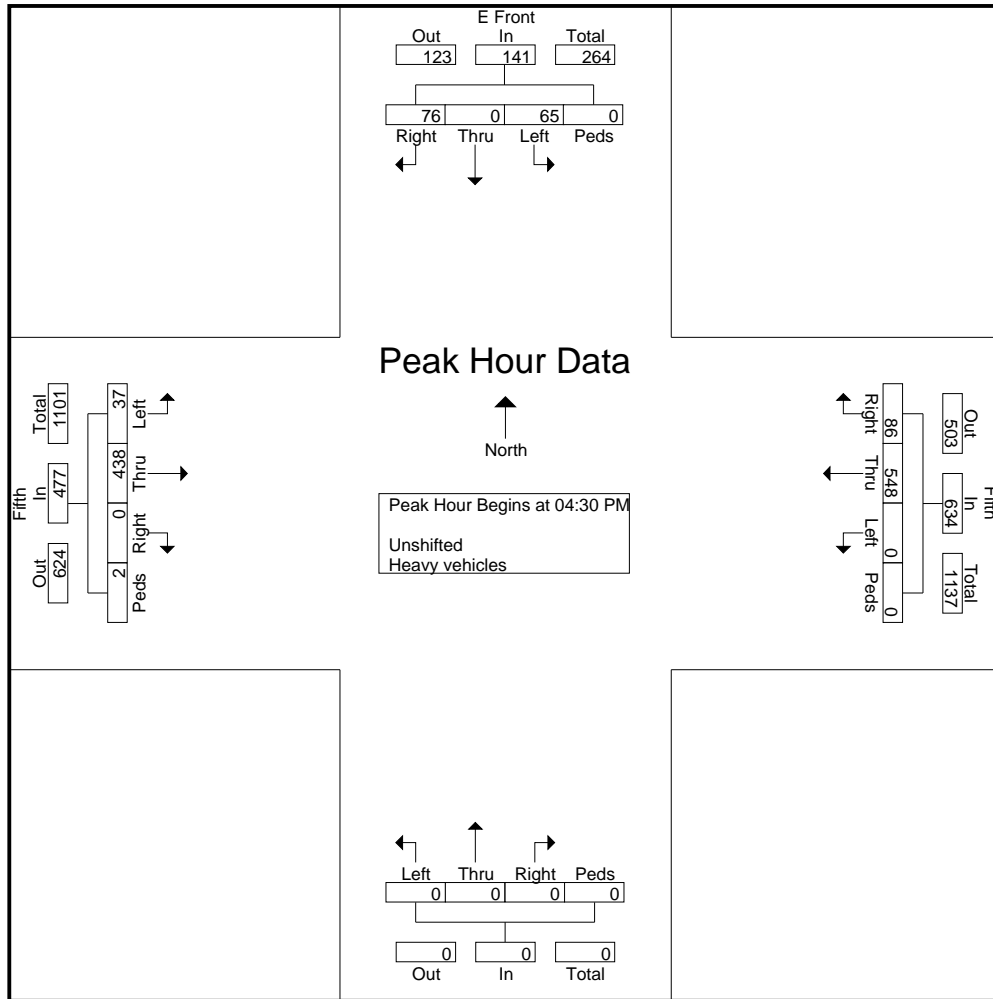 E Front
Out In Total
123 141 264
76 0 65 0
Right Thru Left Peds
Peak Hour Data
North
Peak Hour Begins at 04:30 PM
Unshifted
Heavy vehicles
Fifth
Total In Out
1101 477 624
37 438 0 2
Left Thru Right Peds
Fifth
Out In Total
503 634 1137
86 548 0 0
Right Thru Left Peds
Left Thru Right Peds
0 0 0 0
0 0 0
Out In Total